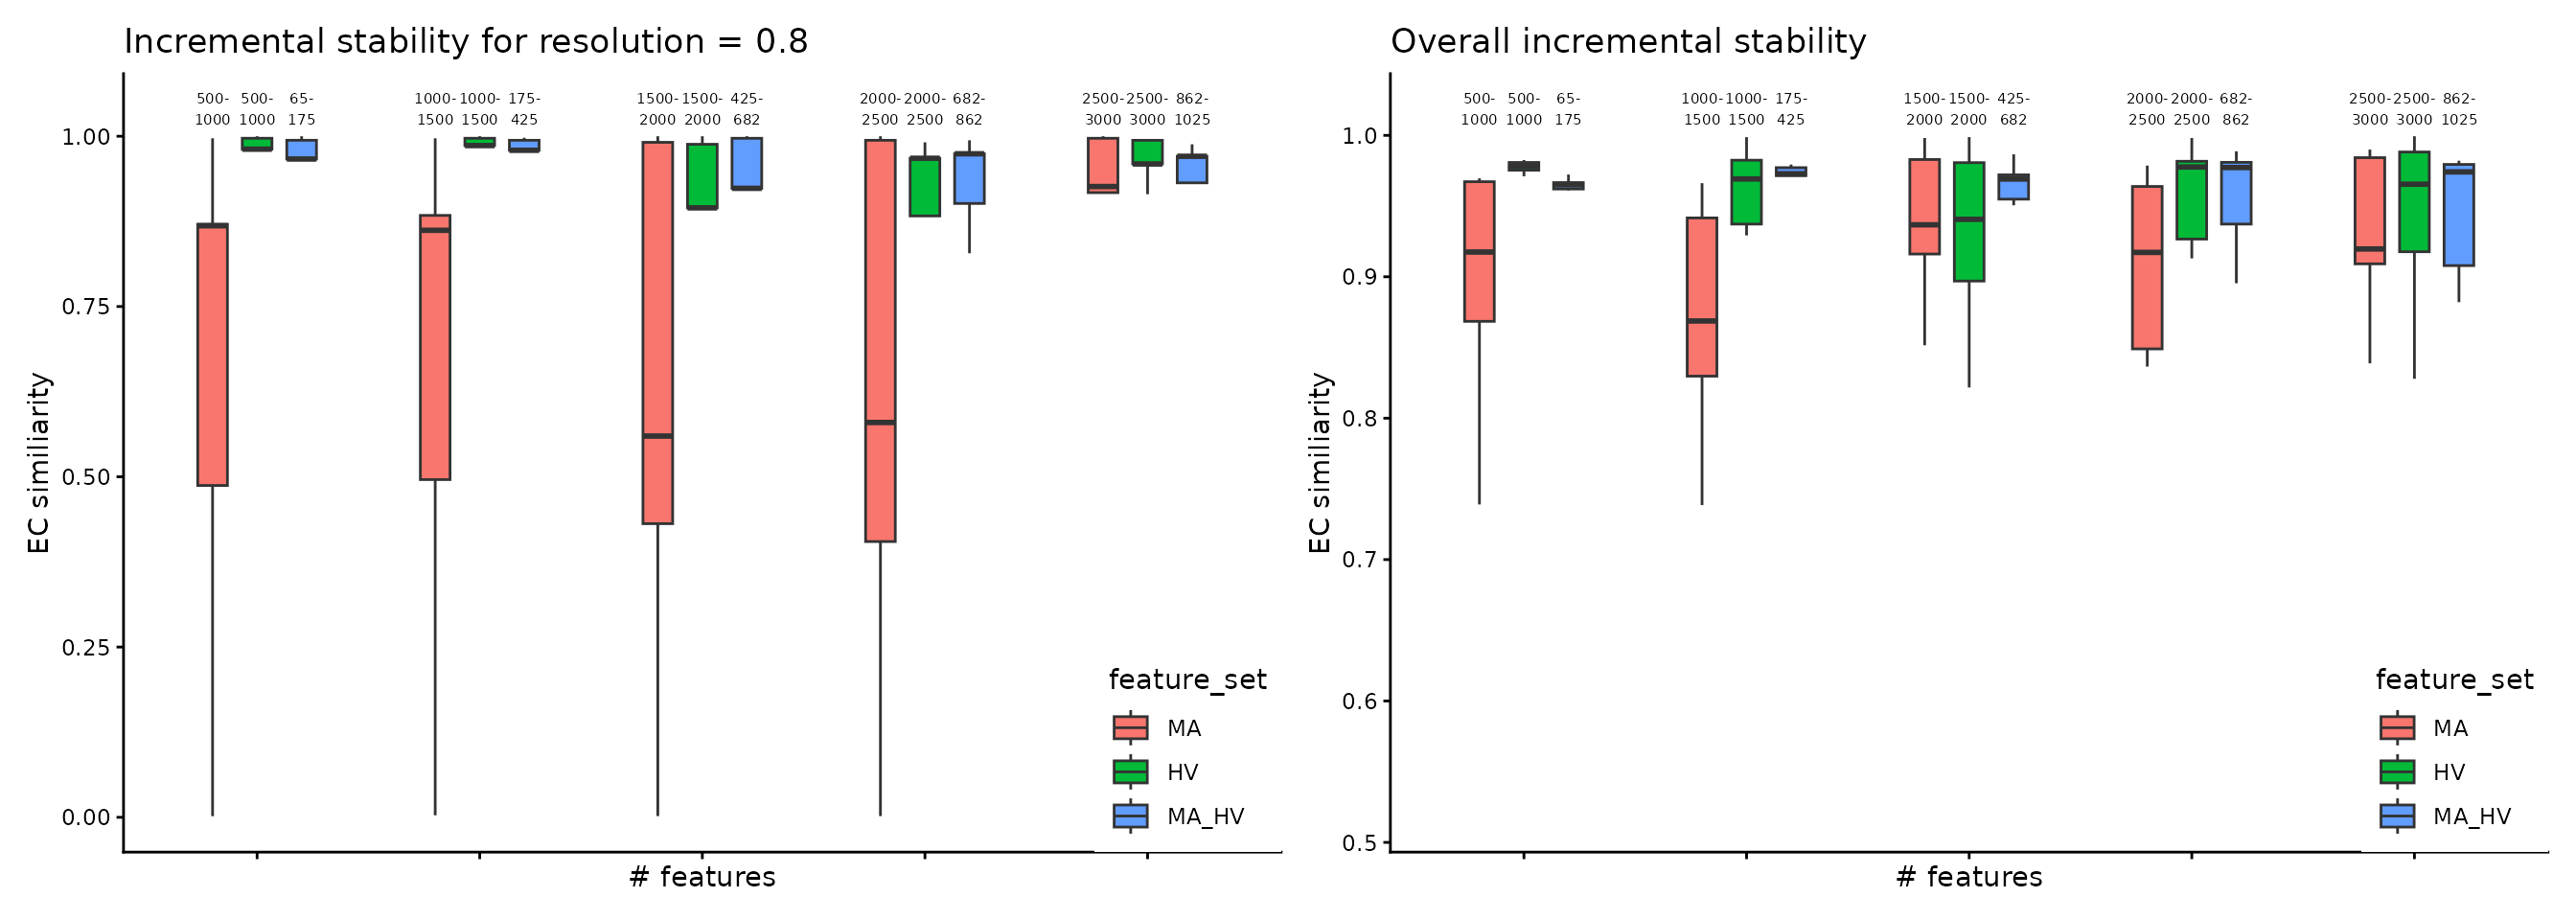 Incremental stability for resolution = 0.8
500- 500- 65-
1000 1000 175
1000- 1000- 175-
1500 1500 425
1500- 1500- 425-
2000 2000 682
2000- 2000- 682-
2500 2500 862
2500- 2500- 862-
3000 3000 1025
1.00
0.75
0.50
0.25
0.00
EC similiarity
# features
feature_set
MA
HV
MA_HV
Overall incremental stability
500- 500- 65-
1000 1000 175
1000- 1000- 175-
1500 1500 425
1500- 1500- 425-
2000 2000 682
2000- 2000- 682-
2500 2500 862
2500- 2500- 862-
3000 3000 1025
1.0
0.9
0.8
0.7
0.6
0.5
EC similiarity
# features
feature_set
MA
HV
MA_HV